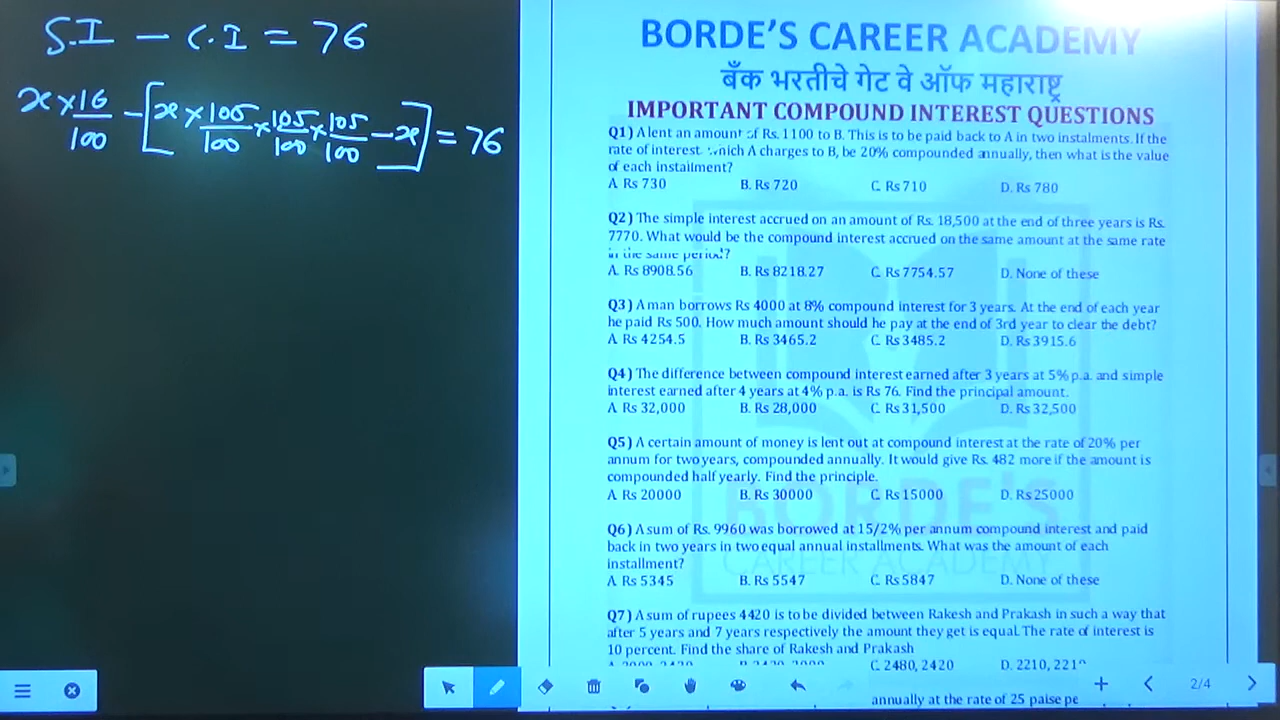 S.I – C.I = 76
x × 16/100 – [x × 105/100 × 105/100 × 105/100 – x] = 76
BORDE'S CAREER ACADEMY
बँक भरतीचे गेट वे ऑफ महाराष्ट्र
IMPORTANT COMPOUND INTEREST QUESTIONS
Q1) A lent an amount of Rs. 1100 to B. This is to be paid back to A in two instalments. If the
rate of interest which A charges to B, be 20% compounded annually, then what is the value
of each installment?
A Rs 730 B. Rs 720 C. Rs 710 D. Rs 780
Q2) The simple interest accrued on an amount of Rs. 18,500 at the end of three years is Rs.
7770. What would be the compound interest accrued on the same amount at the same rate
in the same period?
A. Rs 8908.56 B. Rs 8218.27 C. Rs 7754.57 D. None of these
Q3) A man borrows Rs 4000 at 8% compound interest for 3 years. At the end of each year
he paid Rs 500. How much amount should he pay at the end of 3rd year to clear the debt?
A Rs 4254.5 B. Rs 3465.2 C. Rs 3485.2 D. Rs 3915.6
Q4) The difference between compound interest earned after 3 years at 5% p.a. and simple
interest earned after 4 years at 4% p.a. is Rs 76. Find the principal amount.
A Rs 32,000 B. Rs 28,000 C. Rs 31,500 D. Rs 32,500
Q5) A certain amount of money is lent out at compound interest at the rate of 20% per
annum for two years, compounded annually. It would give Rs. 482 more if the amount is
compounded half yearly. Find the principle.
A Rs 20000 B. Rs 30000 C. Rs 15000 D. Rs 25000
BORDE'S
Q6) A sum of Rs. 9960 was borrowed at 15/2% per annum compound interest and paid
back in two years in two equal annual installments. What was the amount of each
installment?
CAREER ACADEMY
A Rs 5345 B. Rs 5547 C. Rs 5847 D. None of these
Q7) A sum of rupees 4420 is to be divided between Rakesh and Prakash in such a way that
after 5 years and 7 years respectively the amount they get is equal. The rate of interest is
10 percent. Find the share of Rakesh and Prakash
C. 2480, 2420 D. 2210, 221
2/4
annually at the rate of 25 paise pe